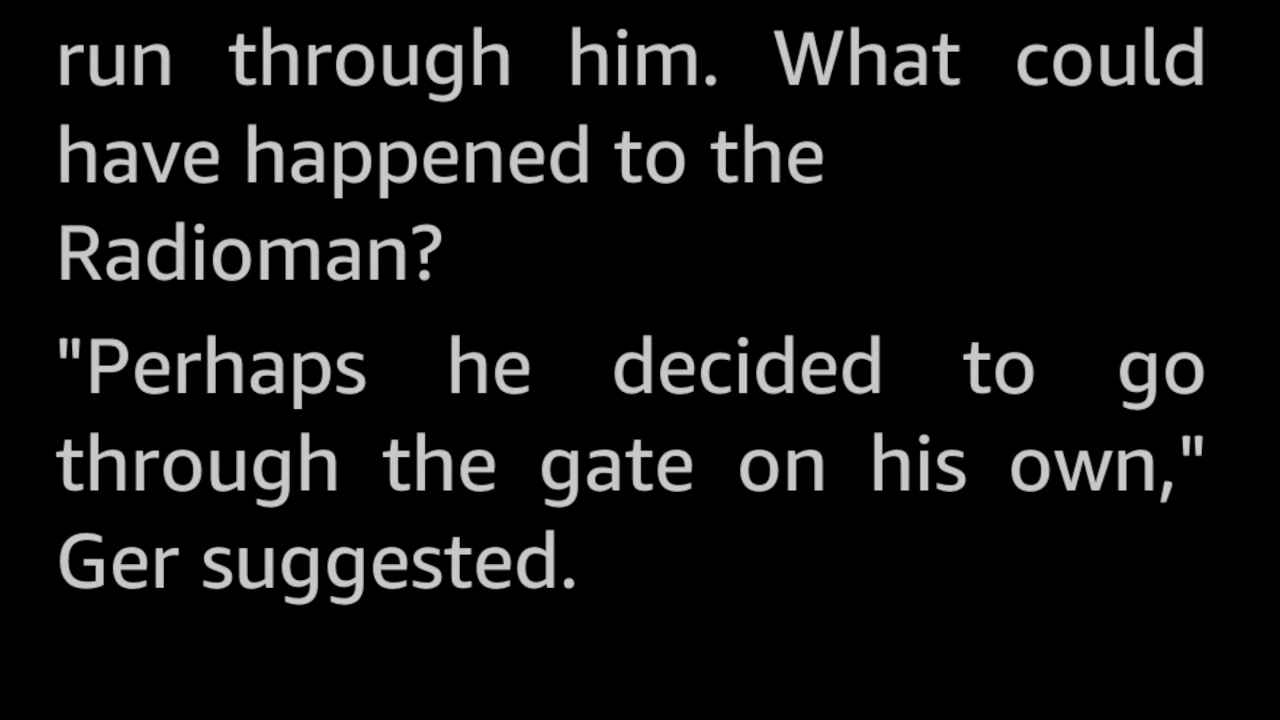 run through him. What could
have happened to the
Radioman?
"Perhaps he decided to go
through the gate on his own,"
Ger suggested.